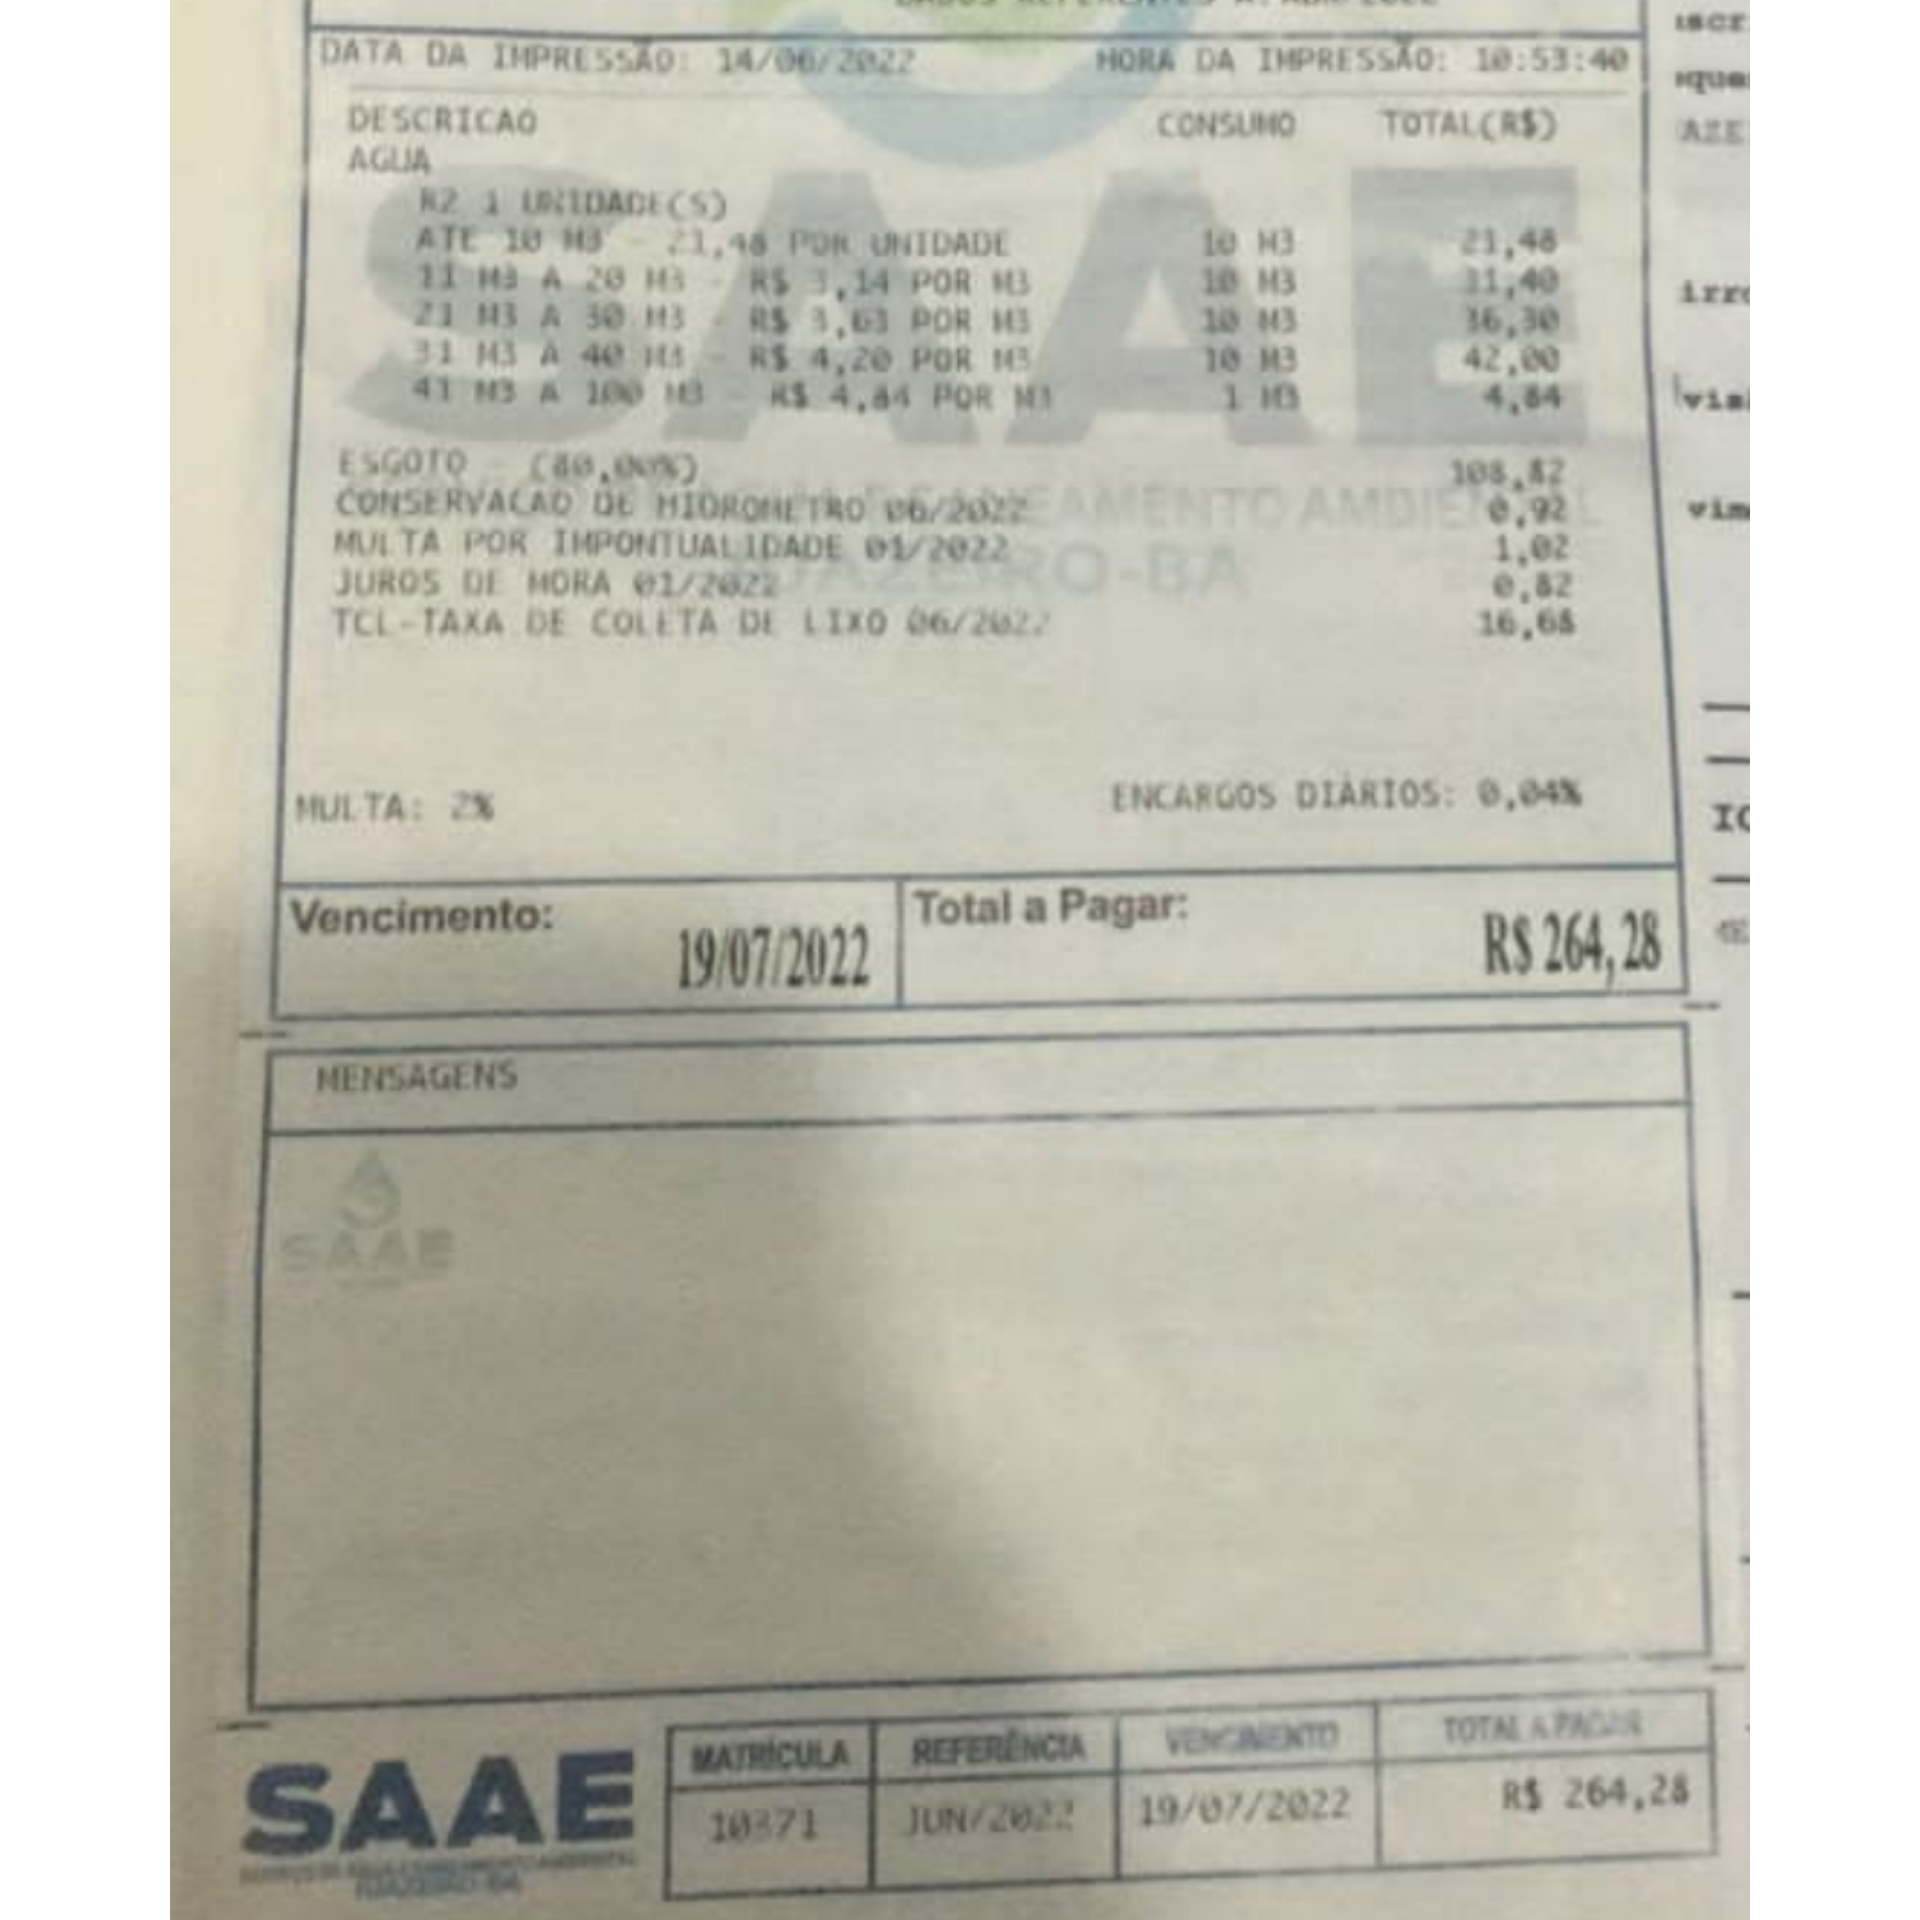 DATA DA IMPRESSÃO: 14/06/2022 HORA DA IMPRESSÃO: 10:53:40
DESCRICAO CONSUMO TOTAL(R$)
AGUA
R2 1 UNIDADE(S)
ATE 10 M3 - 21,48 POR UNIDADE 10 M3 21,48
11 M3 A 20 M3 - R$ 3,14 POR M3 10 M3 31,40
21 M3 A 30 M3 - R$ 3,63 POR M3 10 M3 36,30
31 M3 A 40 M3 - R$ 4,20 POR M3 10 M3 42,00
41 M3 A 100 M3 - R$ 4,84 POR M3 1 M3 4,84
ESGOTO - (80,00%) 108,82
CONSERVACAO DE HIDROMETRO 06/2022 0,92
MULTA POR IMPONTUALIDADE 01/2022 1,02
JUROS DE MORA 01/2022 0,82
TCL-TAXA DE COLETA DE LIXO 06/2022 16,68
SAAE
SANEAMENTO AMBIENTAL
JUAZEIRO-BA
MULTA: 2% ENCARGOS DIÁRIOS: 0,04%
Vencimento: 19/07/2022 Total a Pagar: R$ 264,28
MENSAGENS
SAAE
SAAE
MATRÍCULA REFERÊNCIA VENCIMENTO TOTAL A PAGAR
10371 JUN/2022 19/07/2022 R$ 264,28
JUAZEIRO-BA